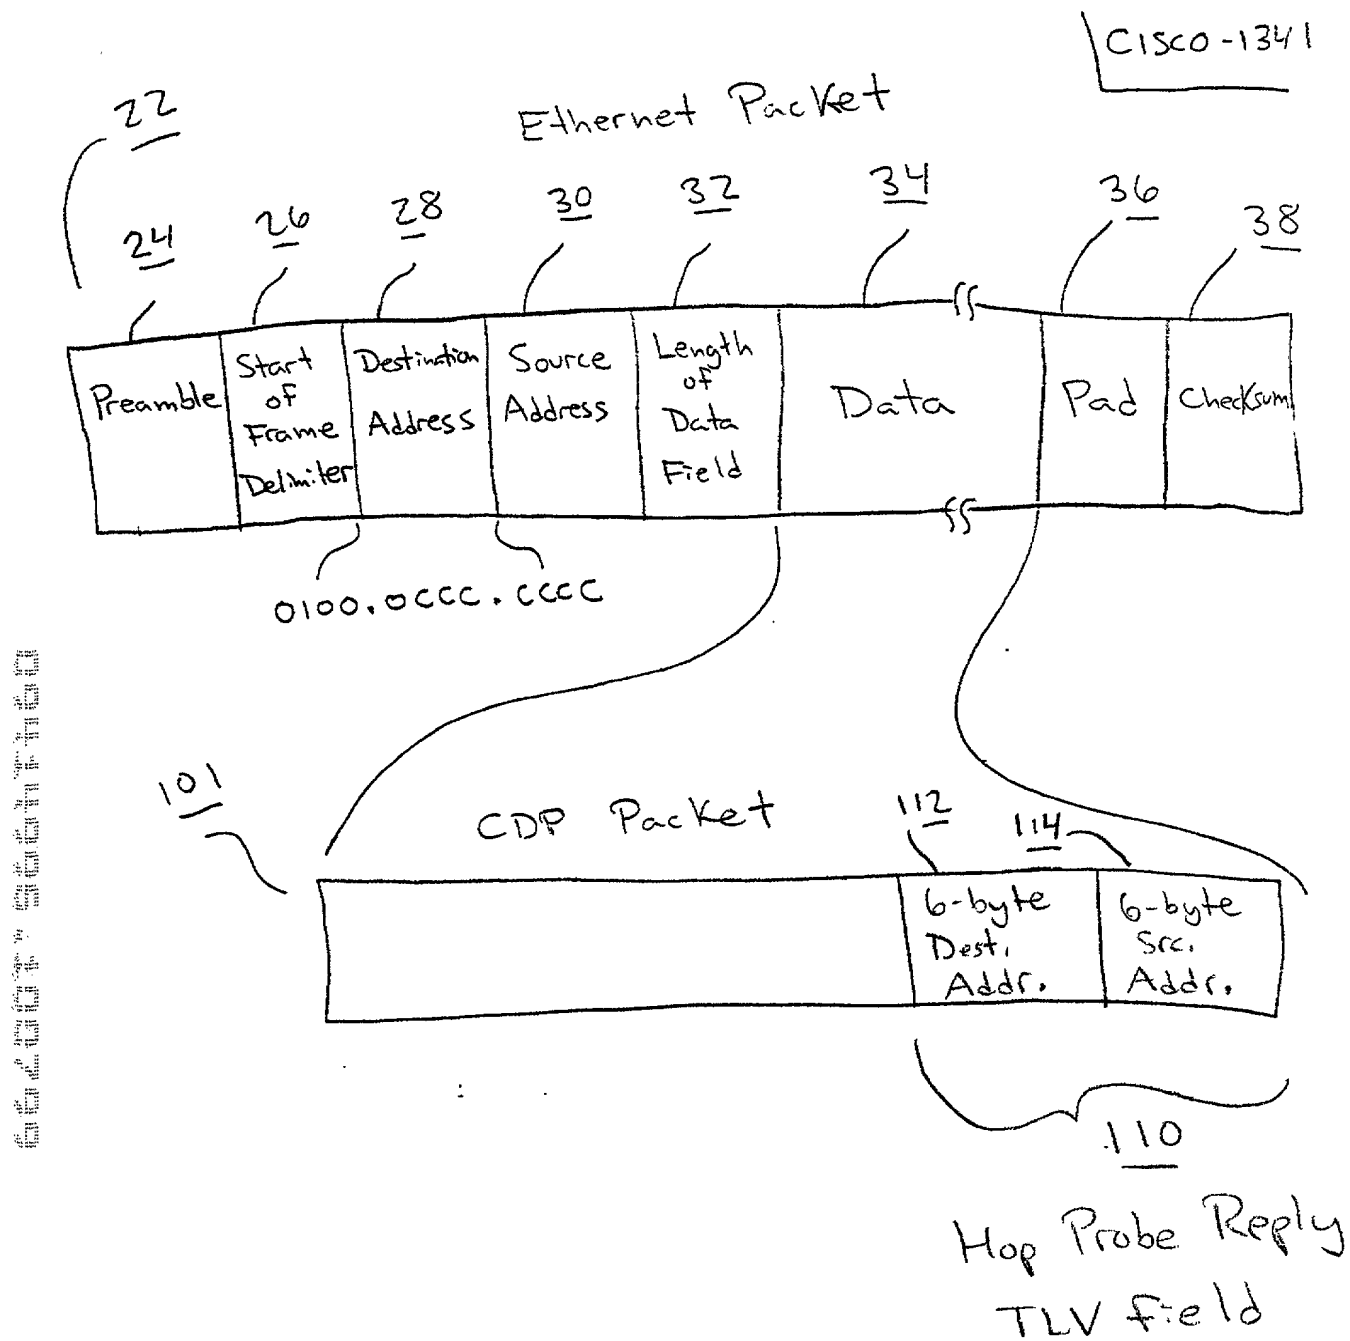 CISCO-1341
Ethernet Packet
22
24
26
28
30
32
34
36
38
Preamble
Start
of
Frame
Delimiter
Destination
Address
Source
Address
Length
of
Data
Field
Data
Pad
Checksum
0100.0CCC.CCCC
101
CDP Packet
112
114
6-byte
Dest.
Addr.
6-byte
Src.
Addr.
110
Hop Probe Reply
TLV field